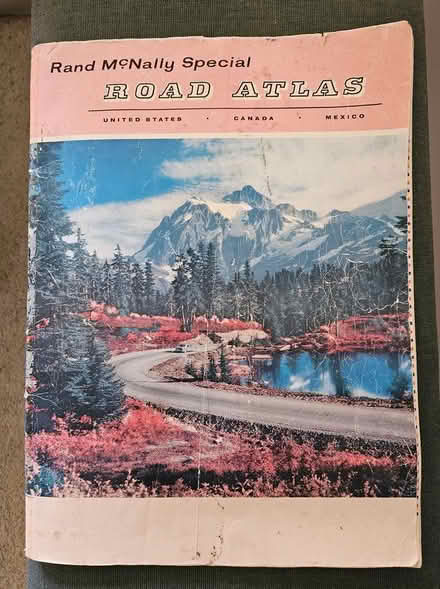 Rand McNally Special
ROAD ATLAS
UNITED STATES · CANADA · MEXICO